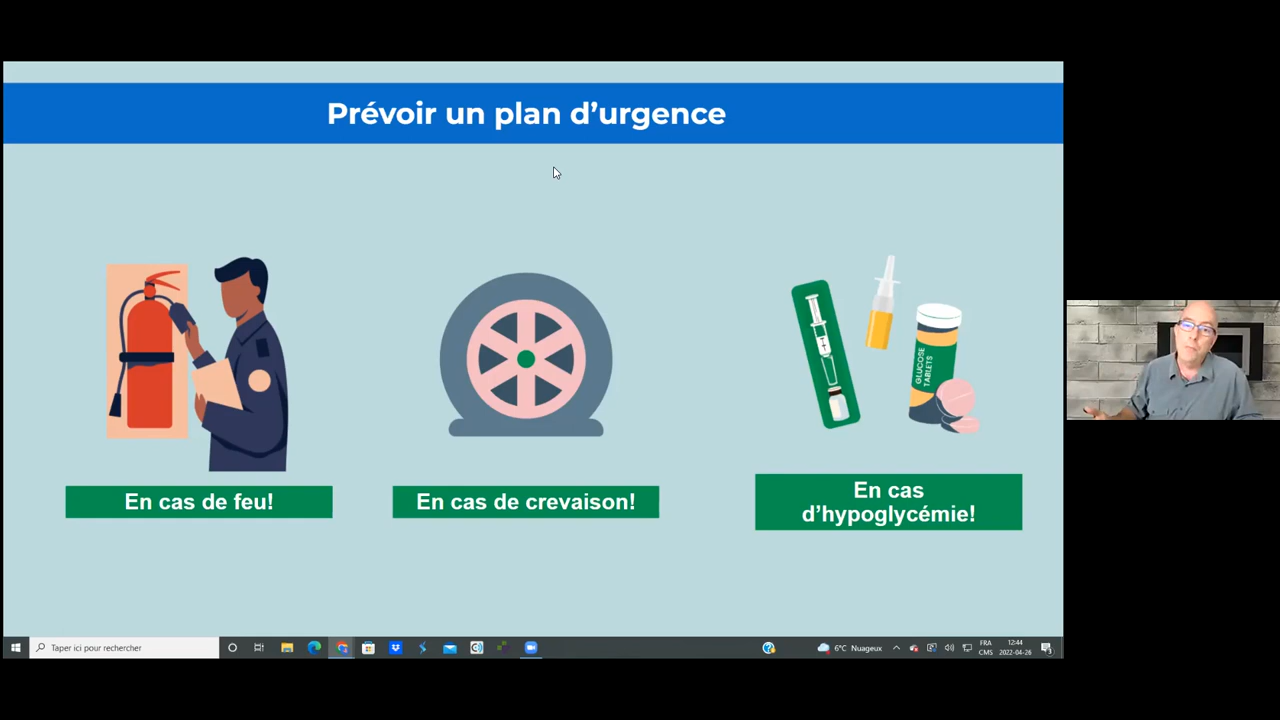 Prévoir un plan d'urgence
GLUCOSE
TABLETS
En cas de feu!
En cas de crevaison!
En cas
d'hypoglycémie!
Taper ici pour rechercher
6°C Nuageux
FRA
CMS
12:44
2022-04-26